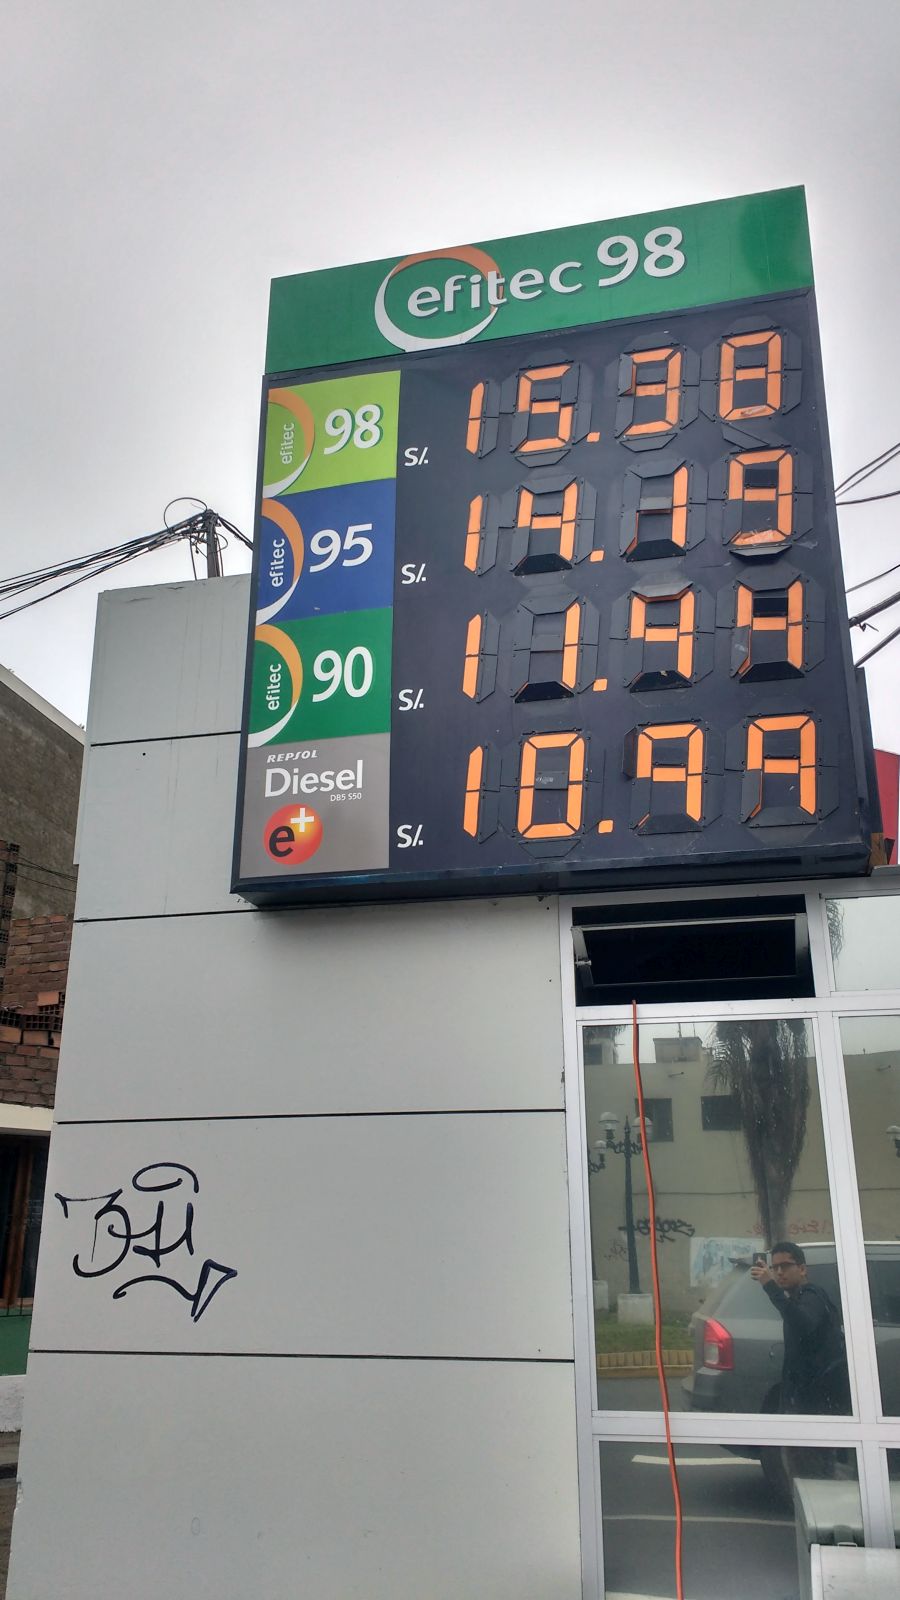 efitec 98
efitec 98 S/. 15.98
efitec 95 S/. 14.19
efitec 90 S/. 11.94
REPSOL
Diesel
DB5 S50
e+ S/. 10.99